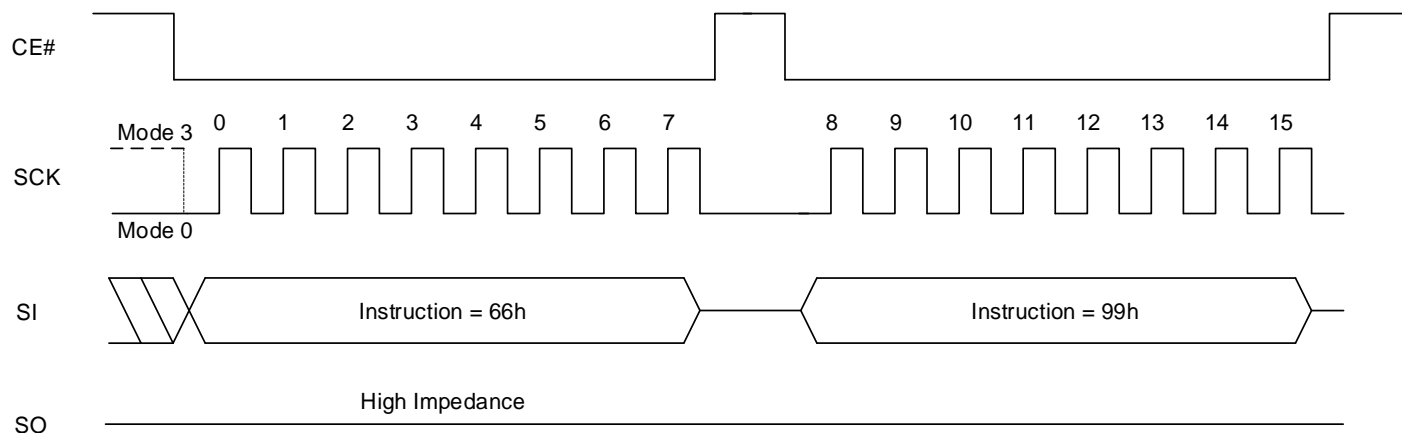 CE#
Mode 3
0 1 2 3 4 5 6 7 8 9 10 11 12 13 14 15
SCK
Mode 0
SI
Instruction = 66h
Instruction = 99h
High Impedance
SO